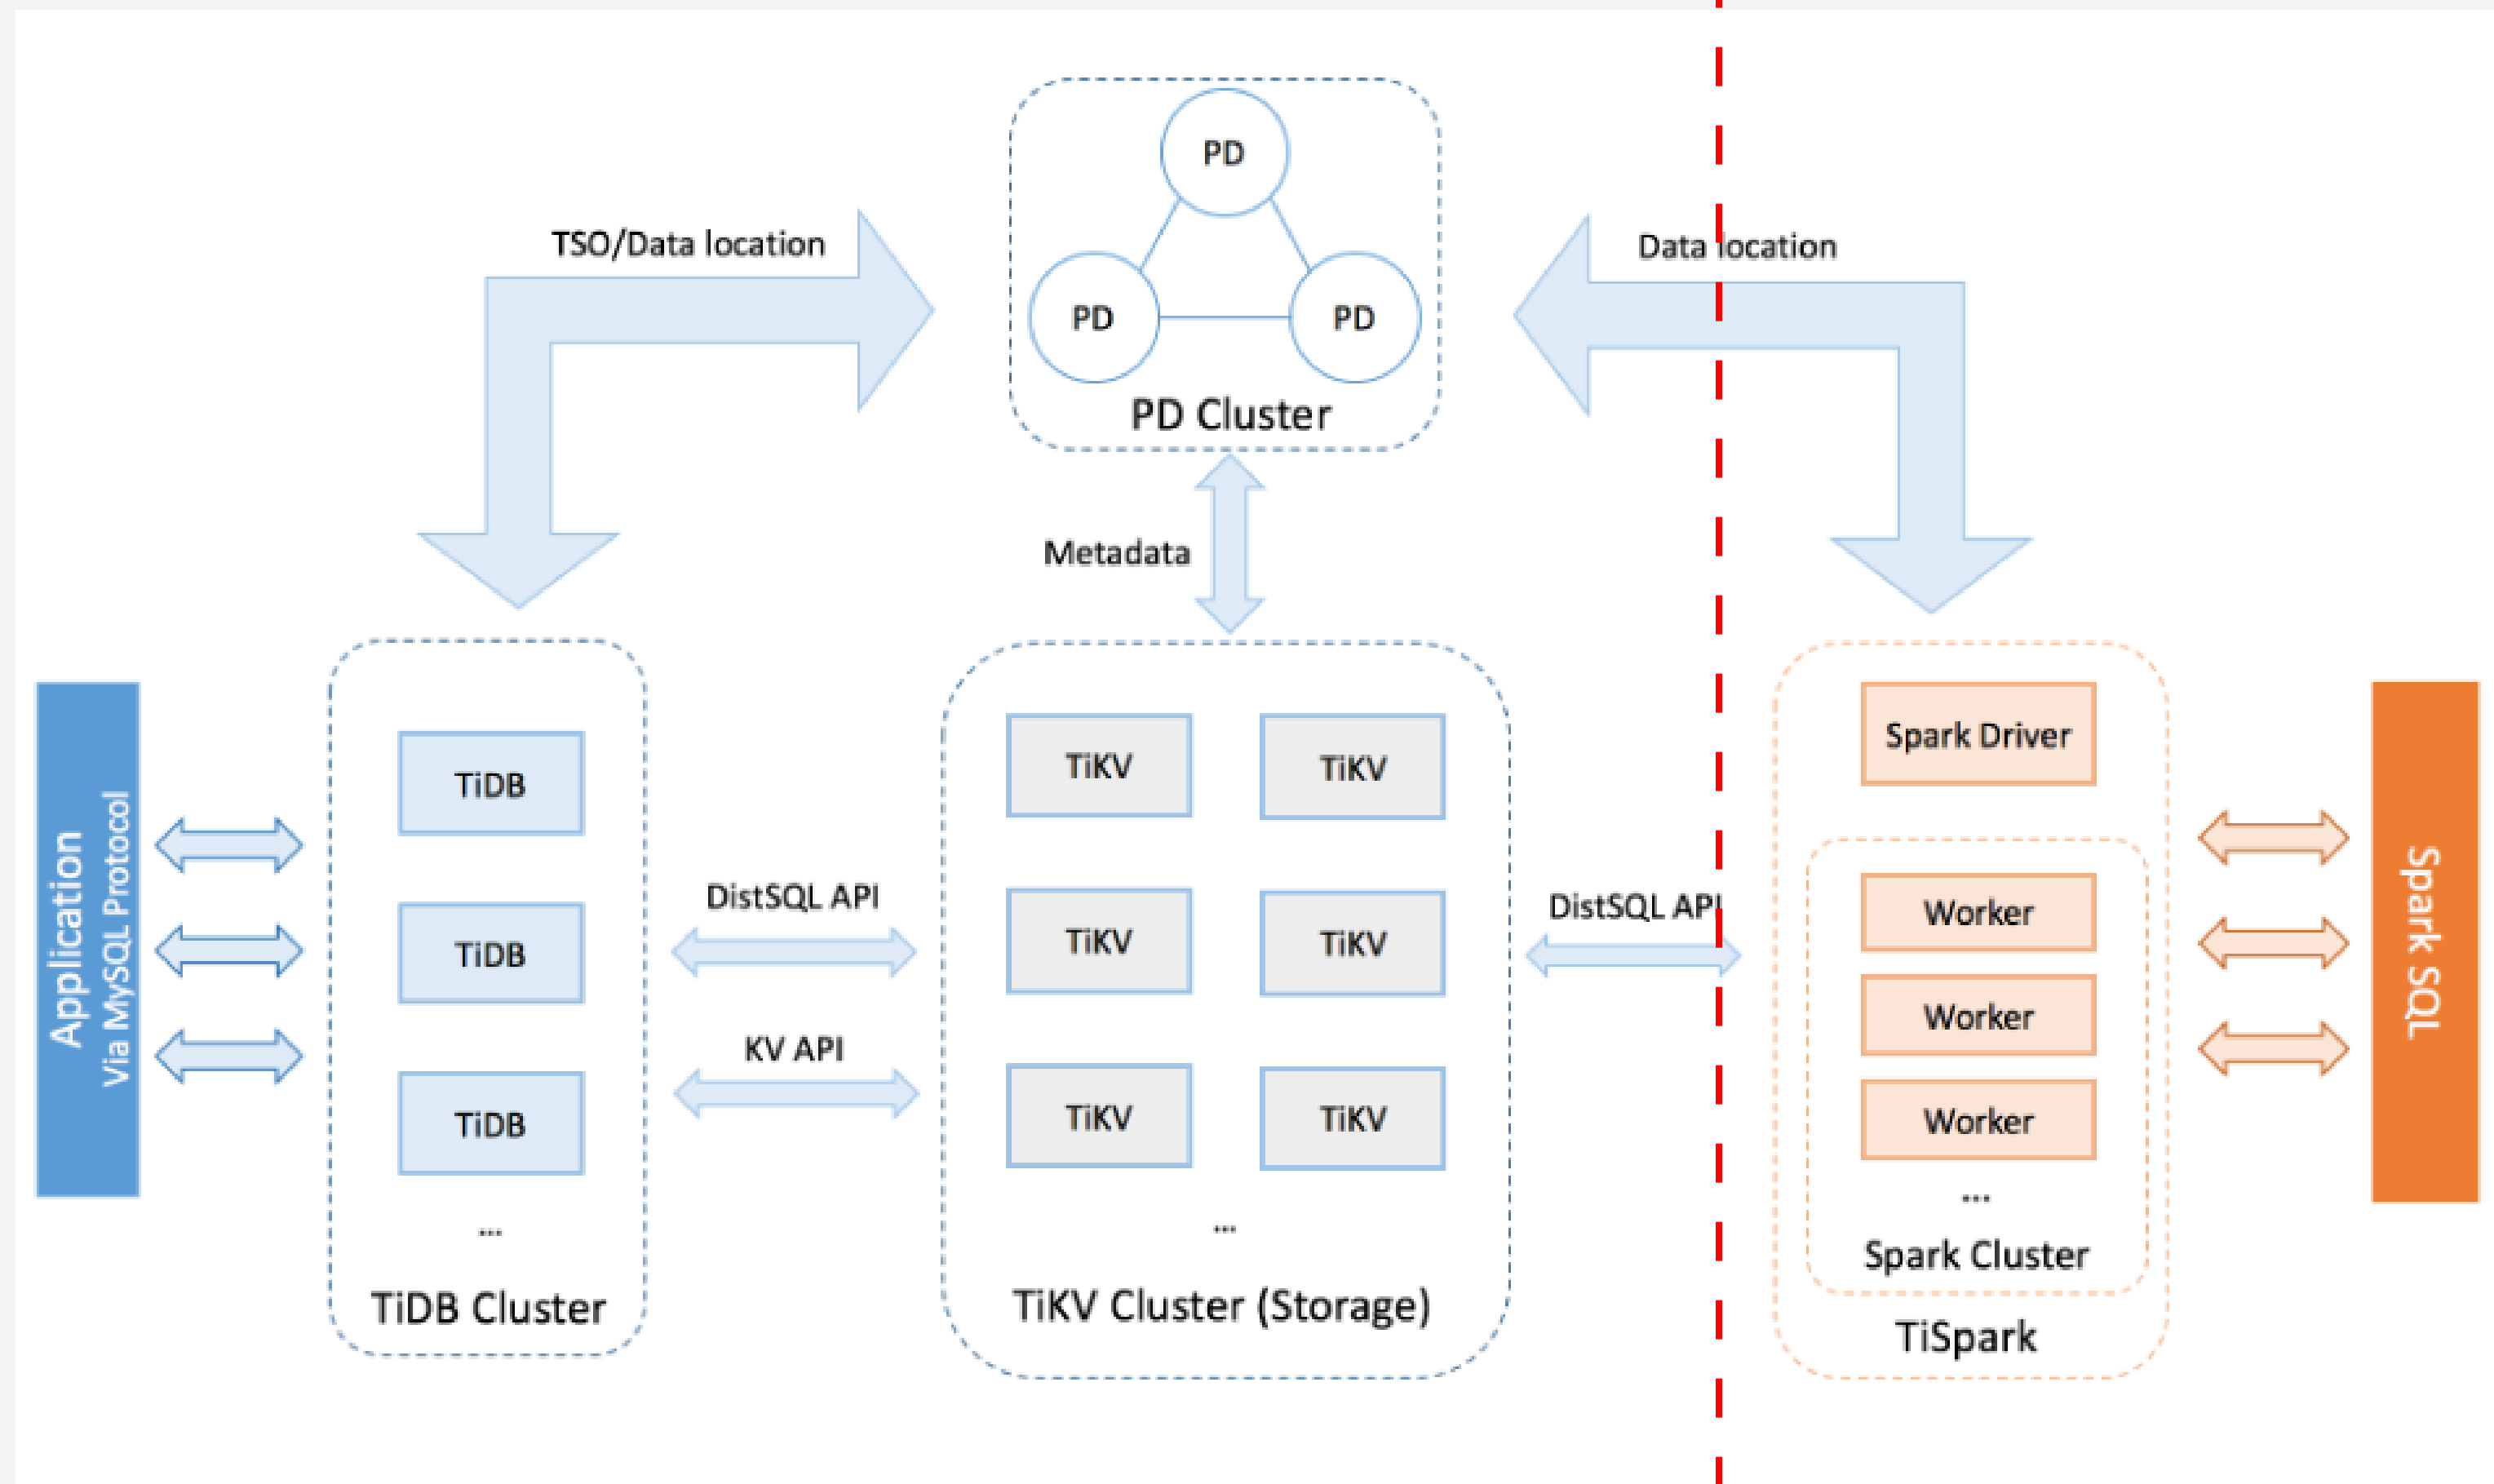 PD
TSO/Data location
Data location
PD
PD
PD Cluster
Metadata
Application
Via MySQL Protocol
TiDB
TiDB
TiDB
...
TiDB Cluster
DistSQL API
KV API
TiKV
TiKV
TiKV
TiKV
TiKV
TiKV
...
TiKV Cluster (Storage)
DistSQL API
Spark Driver
Worker
Worker
Worker
...
Spark Cluster
TiSpark
Spark SQL